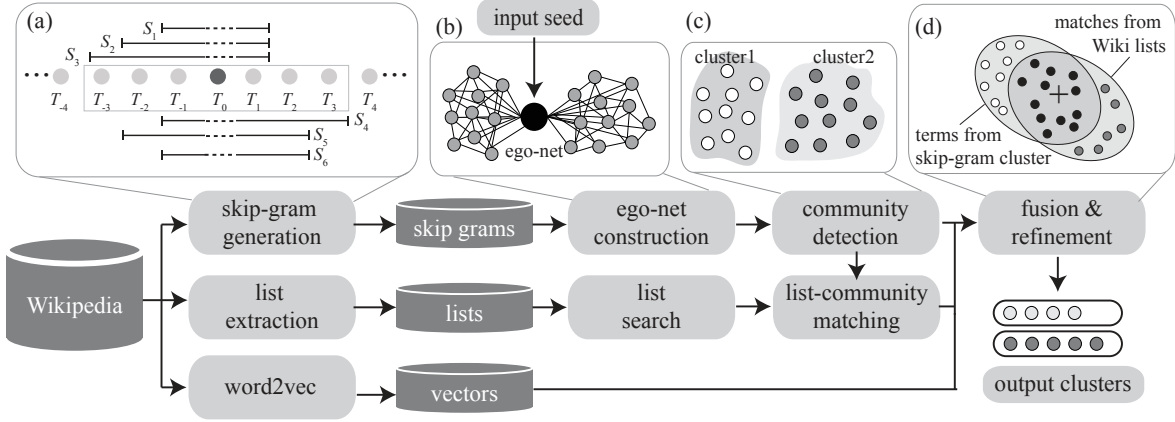 (a)
S1
S2
S3
T-4
T-3
T-2
T-1
T0
T1
T2
T3
T4
S4
S5
S6
(b)
input seed
ego-net
(c)
cluster1
cluster2
(d)
matches from
Wiki lists
terms from
skip-gram cluster
Wikipedia
skip-gram
generation
skip grams
ego-net
construction
community
detection
fusion &
refinement
list
extraction
lists
list
search
list-community
matching
word2vec
vectors
output clusters